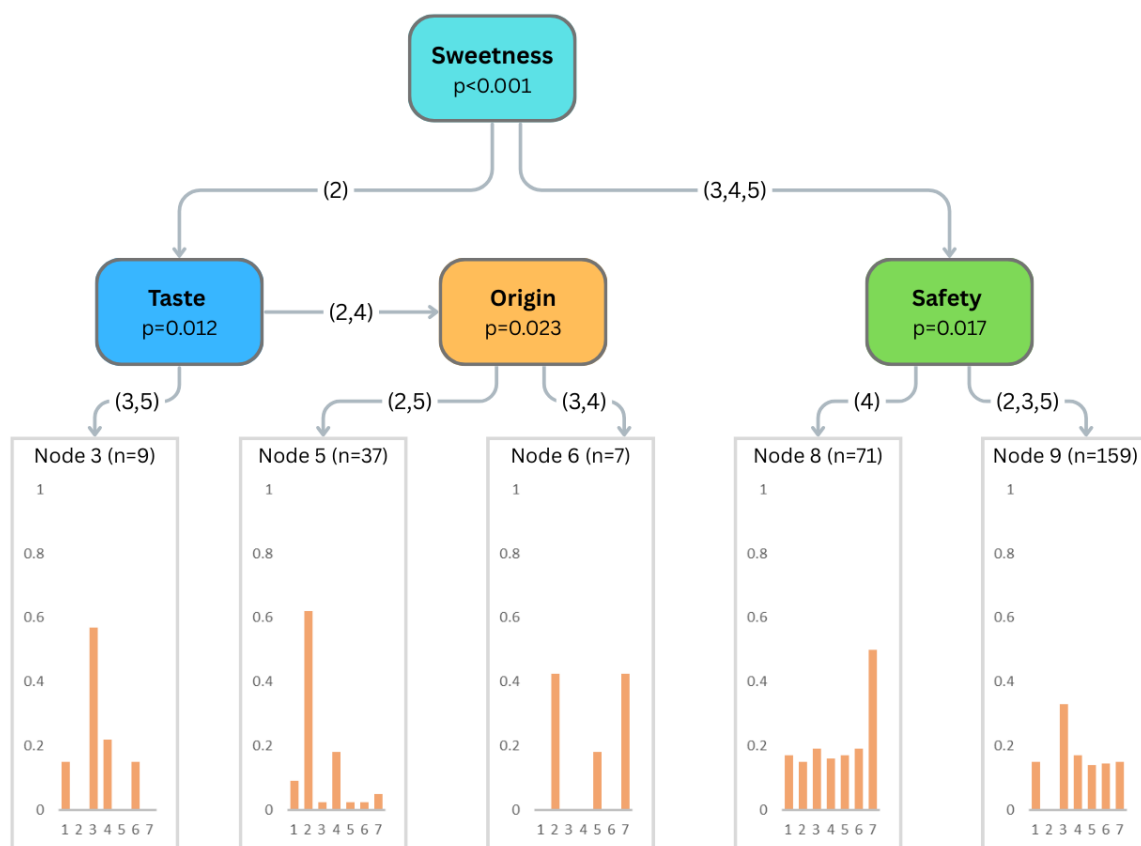 Sweetness
p<0.001
(2)
(3,4,5)
Taste
p=0.012
(2,4)
Origin
p=0.023
Safety
p=0.017
(3,5)
(2,5)
(3,4)
(4)
(2,3,5)
Node 3 (n=9)
1
0.8
0.6
0.4
0.2
0
1 2 3 4 5 6 7
Node 5 (n=37)
1
0.8
0.6
0.4
0.2
0
1 2 3 4 5 6 7
Node 6 (n=7)
1
0.8
0.6
0.4
0.2
0
1 2 3 4 5 6 7
Node 8 (n=71)
1
0.8
0.6
0.4
0.2
0
1 2 3 4 5 6 7
Node 9 (n=159)
1
0.8
0.6
0.4
0.2
0
1 2 3 4 5 6 7